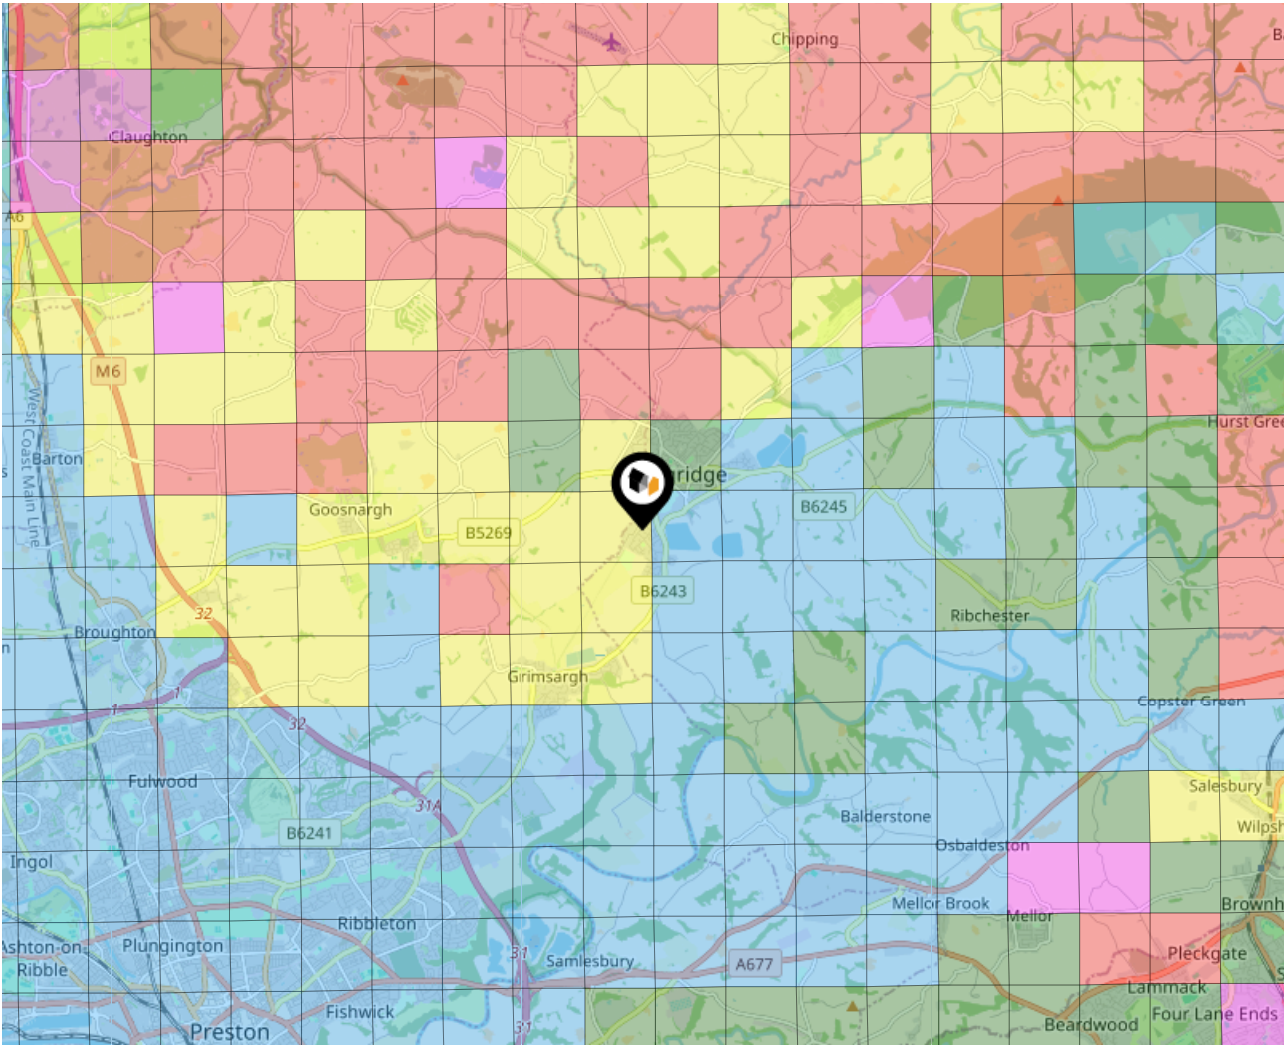 Chipping
B
Claughton
A6
M6
West Coast Main Line
Hurst Gree
Barton
s
gridge
B6245
Goosnargh
B5269
B6243
32
Ribchester
Broughton
n
Grimsargh
1
1
Copster Green
32
Fulwood
Salesbury
31A
Balderstone
Wilpsh
B6241
Osbaldeston
Ingol
Mellor Brook
Brownh
Ribbleton
Mellor
Ashton-on-
Ribble
Plungington
31
Samlesbury
A677
Pleckgate
S
Lammack
Fishwick
Four Lane Ends
Beardwood
Preston
31